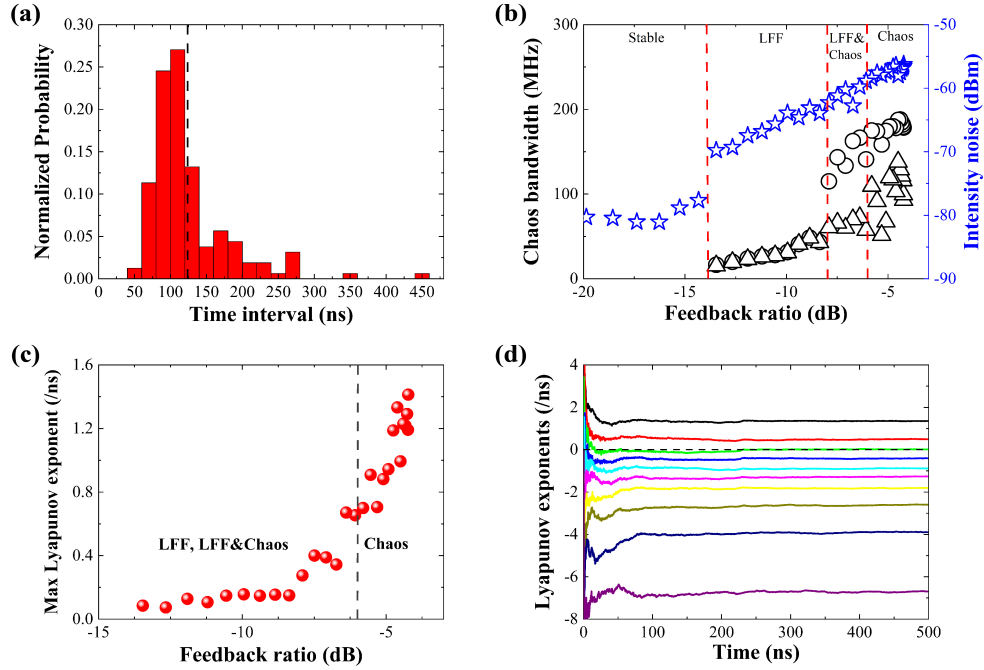 (a)
0.30
0.25
0.20
0.15
0.10
0.05
0.00
Normalized Probability
0 50 100 150 200 250 300 350 400 450
Time interval (ns)
(b)
300
200
100
0
Chaos bandwidth (MHz)
Stable LFF LFF& Chaos
Chaos
-50
-60
-70
-80
-90
Intensity noise (dBm)
-20 -15 -10 -5
Feedback ratio (dB)
(c)
1.6
1.2
0.8
0.4
0.0
Max Lyapunov exponent (/ns)
LFF, LFF&Chaos Chaos
-15 -10 -5
Feedback ratio (dB)
(d)
4
2
0
-2
-4
-6
-8
Lyapunov exponents (/ns)
0 100 200 300 400 500
Time (ns)